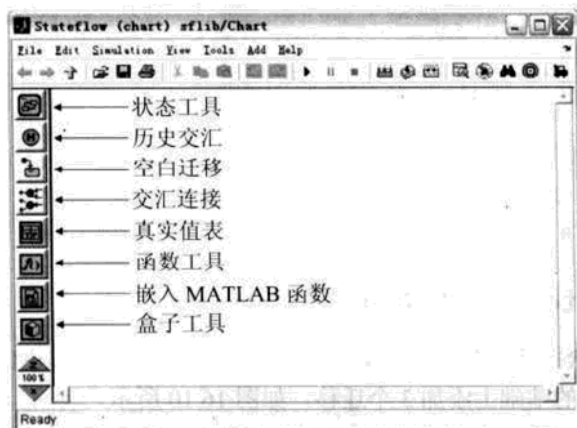 Stateflow (chart) sflib/Chart
File Edit Simulation View Tools Add Help
状态工具
历史交汇
空白迁移
交汇连接
真实值表
函数工具
嵌入 MATLAB 函数
盒子工具
100%
Ready